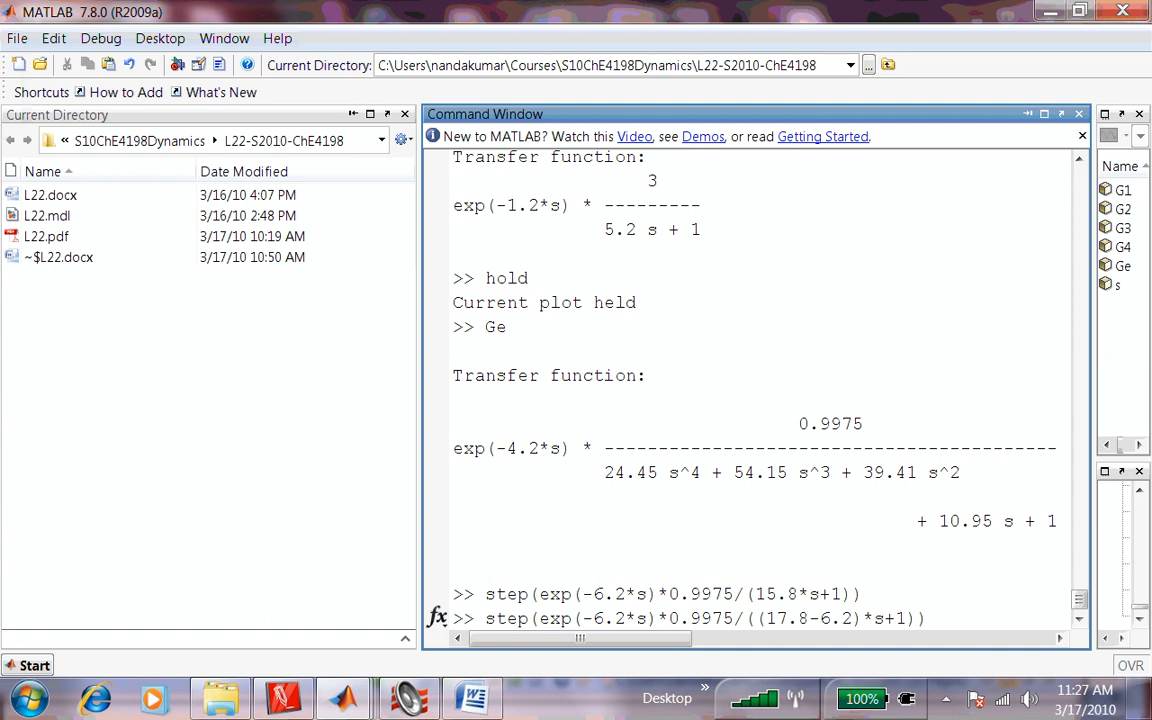 MATLAB 7.8.0 (R2009a)
File Edit Debug Desktop Window Help
Current Directory: C:\Users\nandakumar\Courses\S10ChE4198Dynamics\L22-S2010-ChE4198
Shortcuts How to Add What's New
Current Directory
« S10ChE4198Dynamics L22-S2010-ChE4198
Name Date Modified
L22.docx 3/16/10 4:07 PM
L22.mdl 3/16/10 2:48 PM
L22.pdf 3/17/10 10:19 AM
~$L22.docx 3/17/10 10:50 AM
Command Window
New to MATLAB? Watch this Video, see Demos, or read Getting Started.
Transfer function:
3
exp(-1.2*s) * ---------
5.2 s + 1
>> hold
Current plot held
>> Ge
Transfer function:
0.9975
exp(-4.2*s) * ------------------------------------------
24.45 s^4 + 54.15 s^3 + 39.41 s^2
+ 10.95 s + 1
>> step(exp(-6.2*s)*0.9975/(15.8*s+1))
fx >> step(exp(-6.2*s)*0.9975/((17.8-6.2)*s+1))
Name
G1
G2
G3
G4
Ge
s
Start
OVR
Desktop »
100%
11:27 AM
3/17/2010